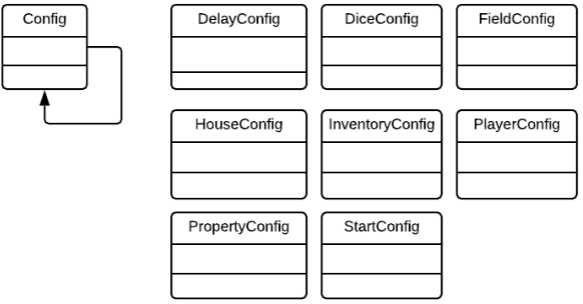 Config
DelayConfig
DiceConfig
FieldConfig
HouseConfig
InventoryConfig
PlayerConfig
PropertyConfig
StartConfig